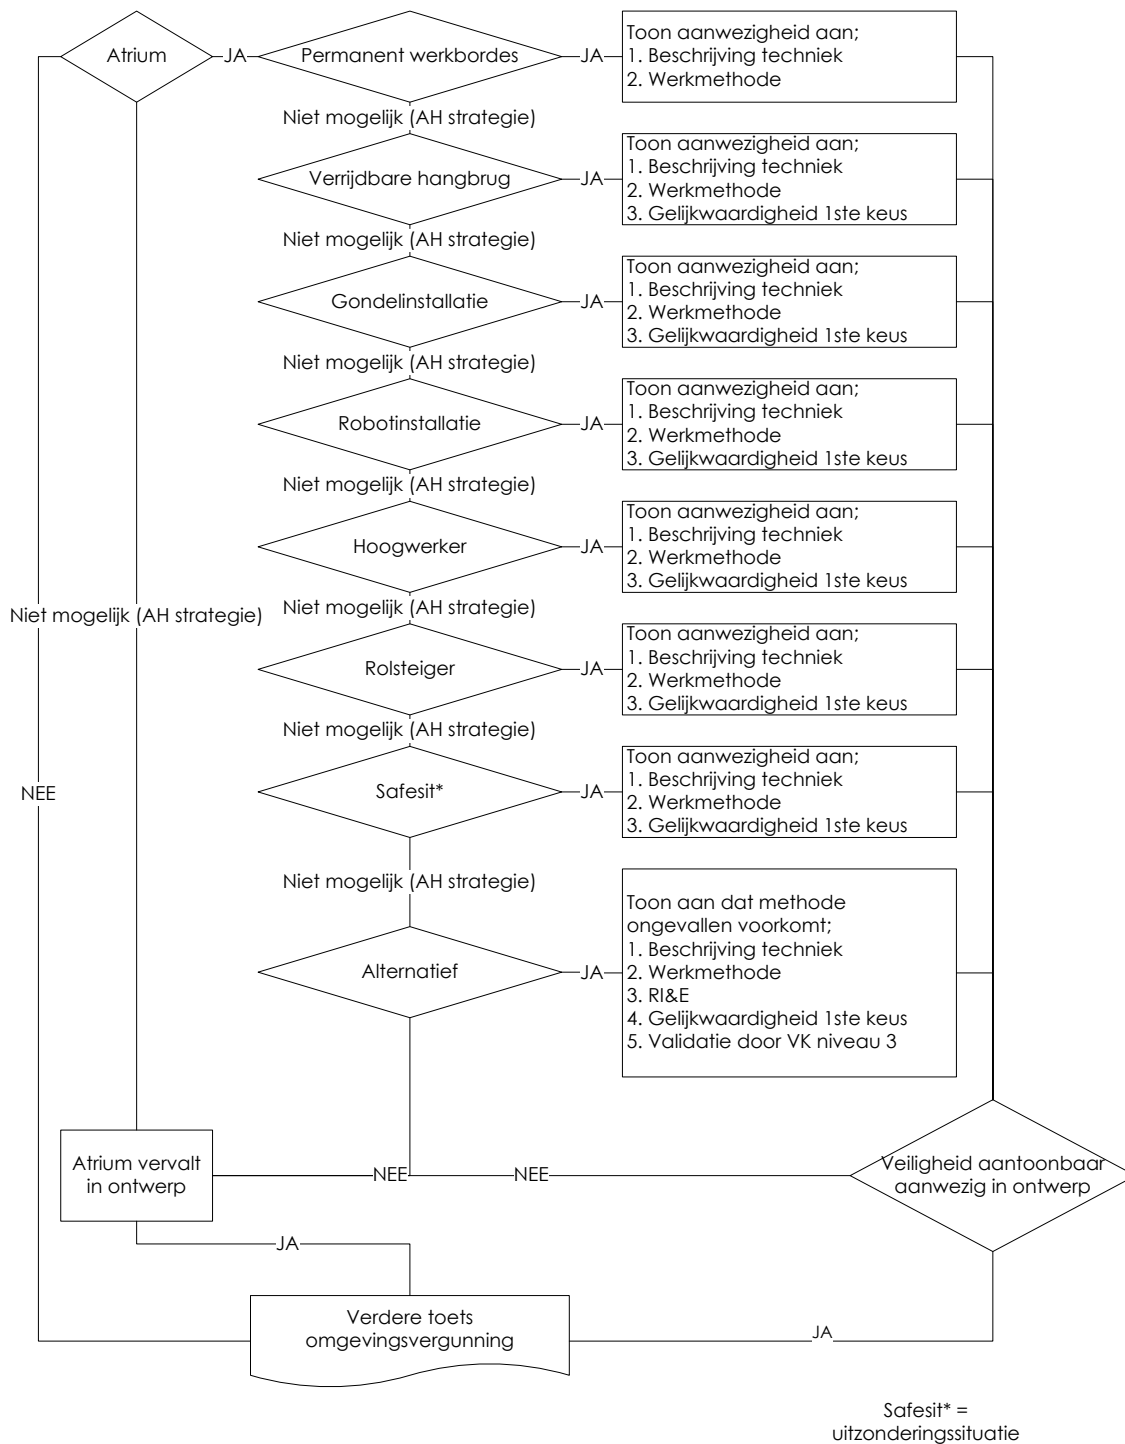 Atrium
JA
Permanent werkbordes
JA
Toon aanwezigheid aan;
1. Beschrijving techniek
2. Werkmethode
Niet mogelijk (AH strategie)
Verrijdbare hangbrug
JA
Toon aanwezigheid aan;
1. Beschrijving techniek
2. Werkmethode
3. Gelijkwaardigheid 1ste keus
Niet mogelijk (AH strategie)
Gondelinstallatie
JA
Toon aanwezigheid aan;
1. Beschrijving techniek
2. Werkmethode
3. Gelijkwaardigheid 1ste keus
Niet mogelijk (AH strategie)
Robotinstallatie
JA
Toon aanwezigheid aan;
1. Beschrijving techniek
2. Werkmethode
3. Gelijkwaardigheid 1ste keus
Niet mogelijk (AH strategie)
Hoogwerker
JA
Toon aanwezigheid aan;
1. Beschrijving techniek
2. Werkmethode
3. Gelijkwaardigheid 1ste keus
Niet mogelijk (AH strategie)
Niet mogelijk (AH strategie)
Rolsteiger
JA
Toon aanwezigheid aan;
1. Beschrijving techniek
2. Werkmethode
3. Gelijkwaardigheid 1ste keus
Niet mogelijk (AH strategie)
NEE
Safesit*
JA
Toon aanwezigheid aan;
1. Beschrijving techniek
2. Werkmethode
3. Gelijkwaardigheid 1ste keus
Niet mogelijk (AH strategie)
Alternatief
JA
Toon aan dat methode
ongevallen voorkomt;
1. Beschrijving techniek
2. Werkmethode
3. RI&E
4. Gelijkwaardigheid 1ste keus
5. Validatie door VK niveau 3
Atrium vervalt
in ontwerp
NEE
NEE
Veiligheid aantoonbaar
aanwezig in ontwerp
JA
Verdere toets
omgevingsvergunning
JA
Safesit* =
uitzonderingssituatie